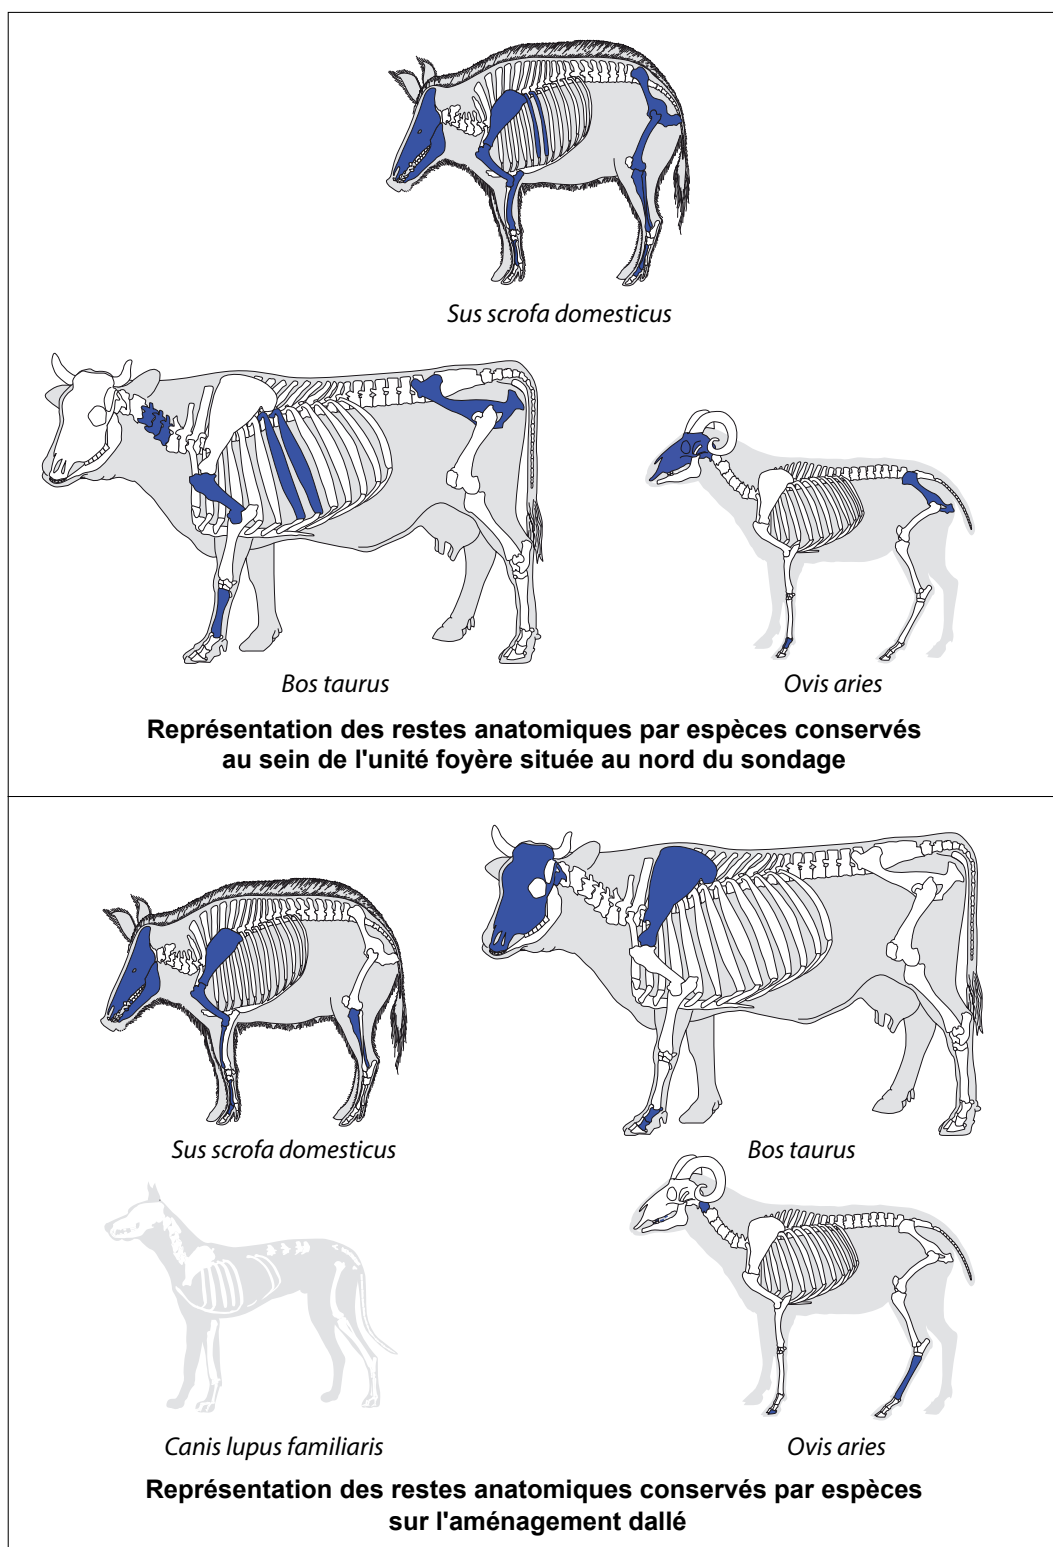 Sus scrofa domesticus
Bos taurus
Ovis aries
Représentation des restes anatomiques par espèces conservés
au sein de l'unité foyère située au nord du sondage
Sus scrofa domesticus
Bos taurus
Canis lupus familiaris
Ovis aries
Représentation des restes anatomiques conservés par espèces
sur l'aménagement dallé